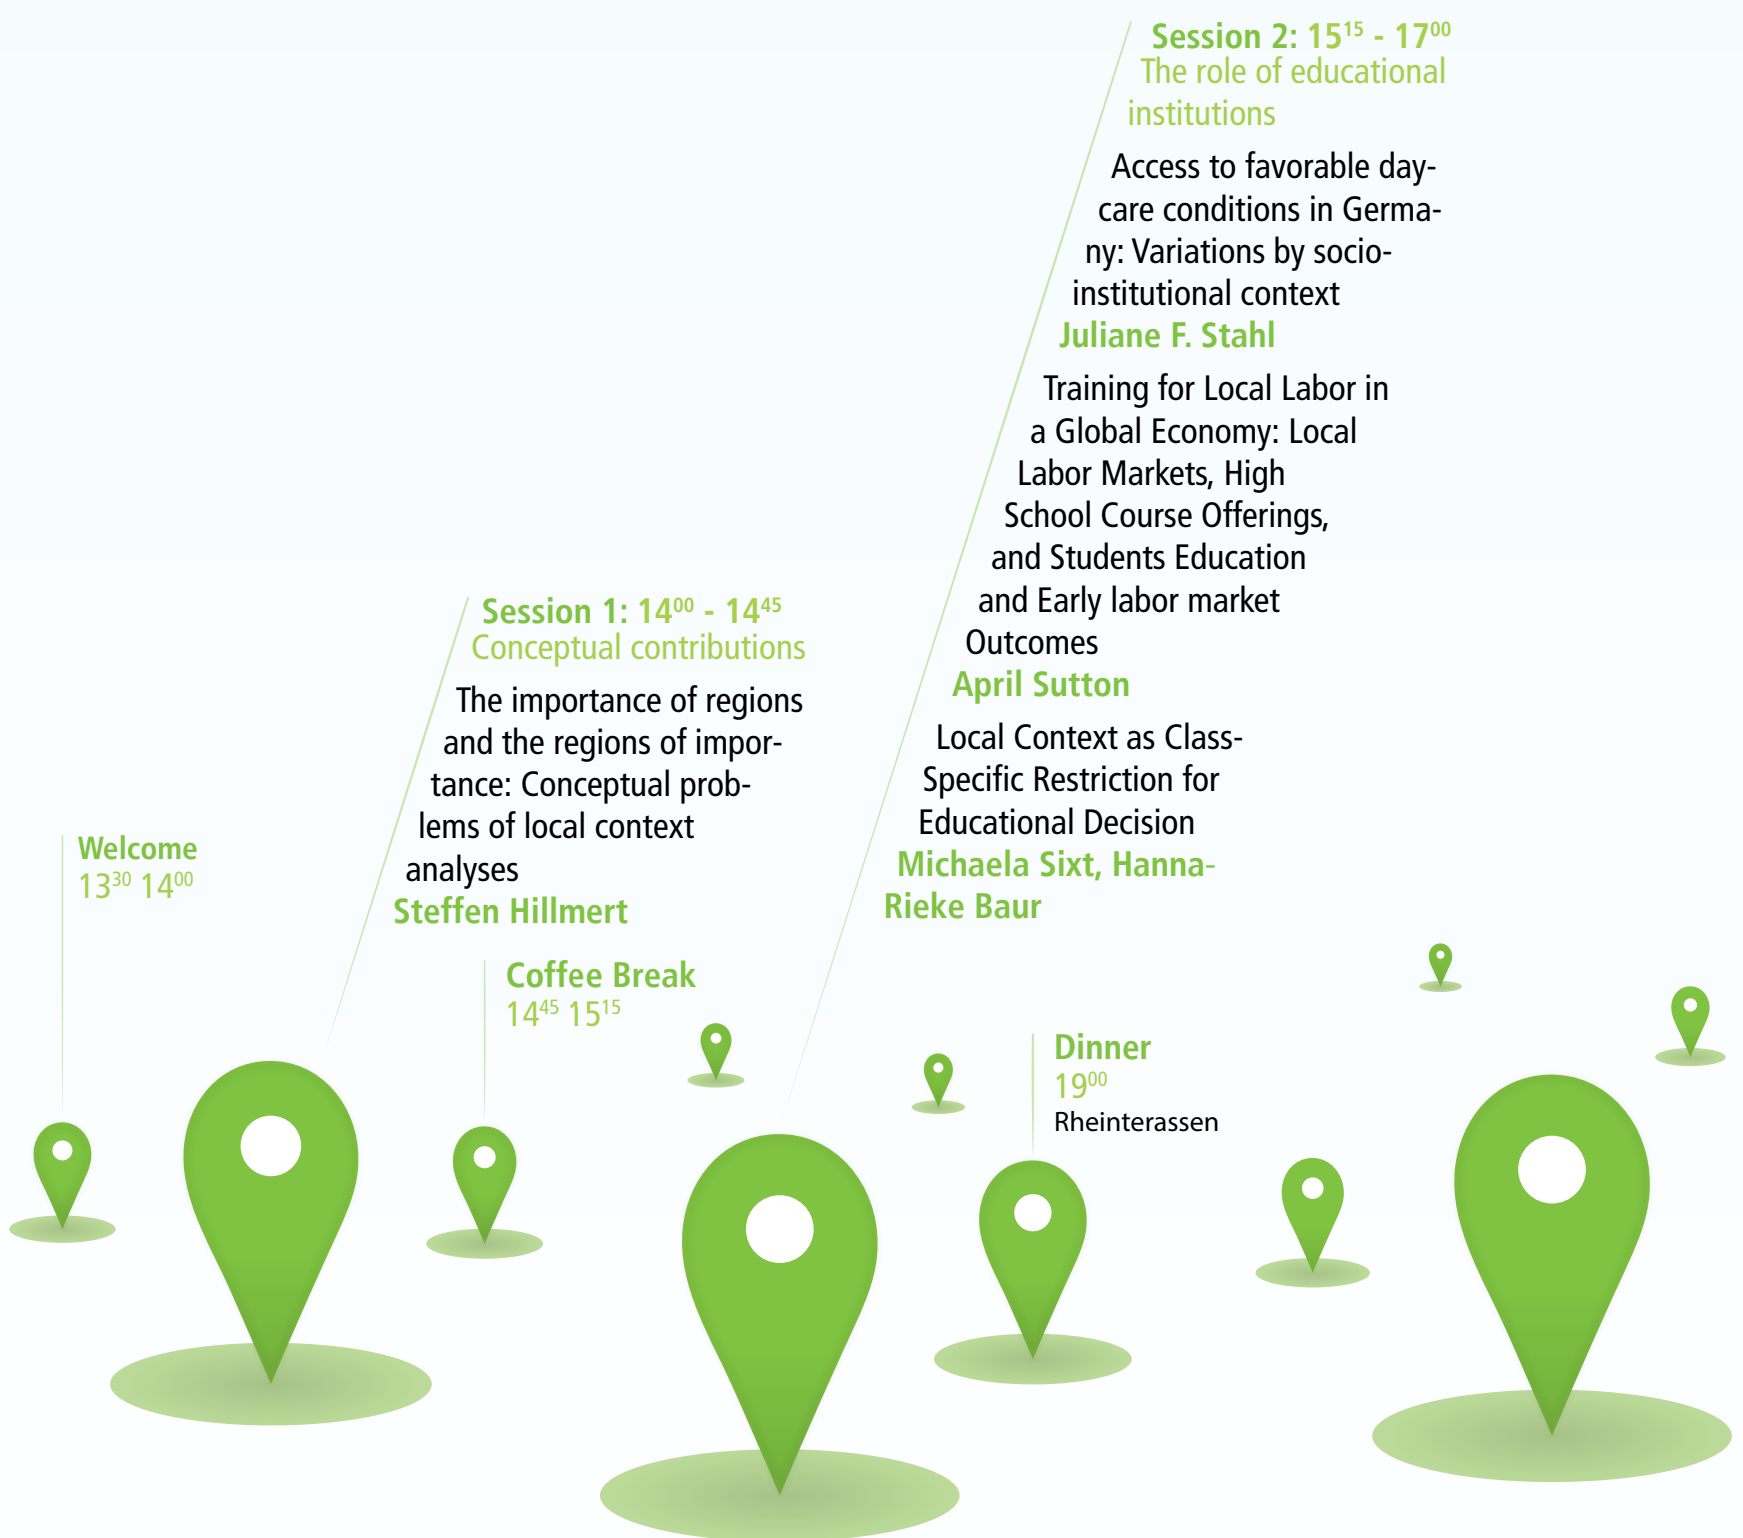 Welcome
13³⁰ 14⁰⁰
Session 1: 14⁰⁰ - 14⁴⁵
Conceptual contributions
The importance of regions
and the regions of impor-
tance: Conceptual prob-
lems of local context
analyses
Steffen Hillmert
Coffee Break
14⁴⁵ 15¹⁵
Session 2: 15¹⁵ - 17⁰⁰
The role of educational
institutions
Access to favorable day-
care conditions in Germa-
ny: Variations by socio-
institutional context
Juliane F. Stahl
Training for Local Labor in
a Global Economy: Local
Labor Markets, High
School Course Offerings,
and Students Education
and Early labor market
Outcomes
April Sutton
Local Context as Class-
Specific Restriction for
Educational Decision
Michaela Sixt, Hanna-
Rieke Baur
Dinner
19⁰⁰
Rheinterassen